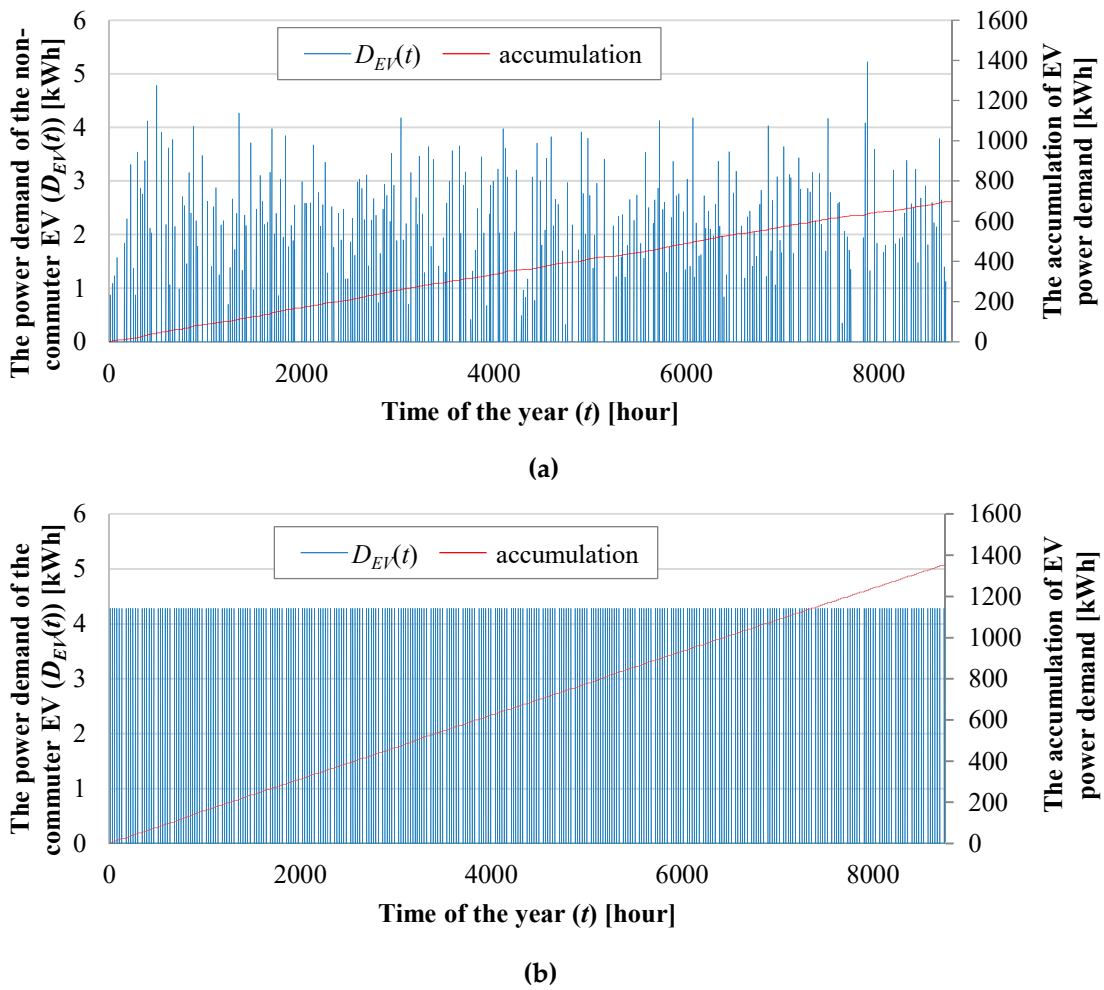 The power demand of the non-
commuter EV (D_EV(t)) [kWh]
6
5
4
3
2
1
0
D_EV(t)
accumulation
1600
1400
1200
1000
800
600
400
200
0
The accumulation of EV
power demand [kWh]
0 2000 4000 6000 8000
Time of the year (t) [hour]
(a)
The power demand of the
commuter EV (D_EV(t)) [kWh]
6
5
4
3
2
1
0
D_EV(t)
accumulation
1600
1400
1200
1000
800
600
400
200
0
The accumulation of EV
power demand [kWh]
0 2000 4000 6000 8000
Time of the year (t) [hour]
(b)